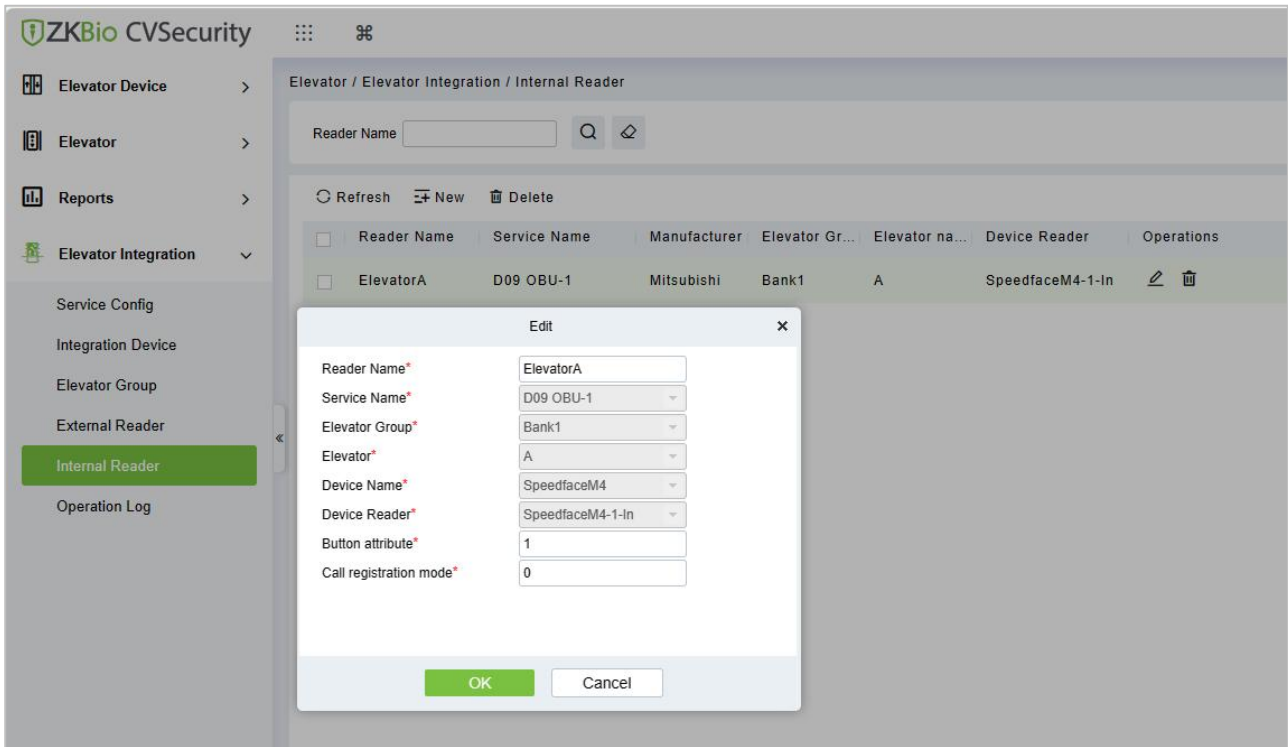 ZKBio CVSecurity
Elevator Device
Elevator
Reports
Elevator Integration
Service Config
Integration Device
Elevator Group
External Reader
Internal Reader
Operation Log
Elevator / Elevator Integration / Internal Reader
Reader Name
Refresh New Delete
Reader Name Service Name Manufacturer Elevator Gr... Elevator na... Device Reader Operations
ElevatorA D09 OBU-1 Mitsubishi Bank1 A SpeedfaceM4-1-In
Edit
Reader Name* ElevatorA
Service Name* D09 OBU-1
Elevator Group* Bank1
Elevator* A
Device Name* SpeedfaceM4
Device Reader* SpeedfaceM4-1-In
Button attribute* 1
Call registration mode* 0
OK Cancel